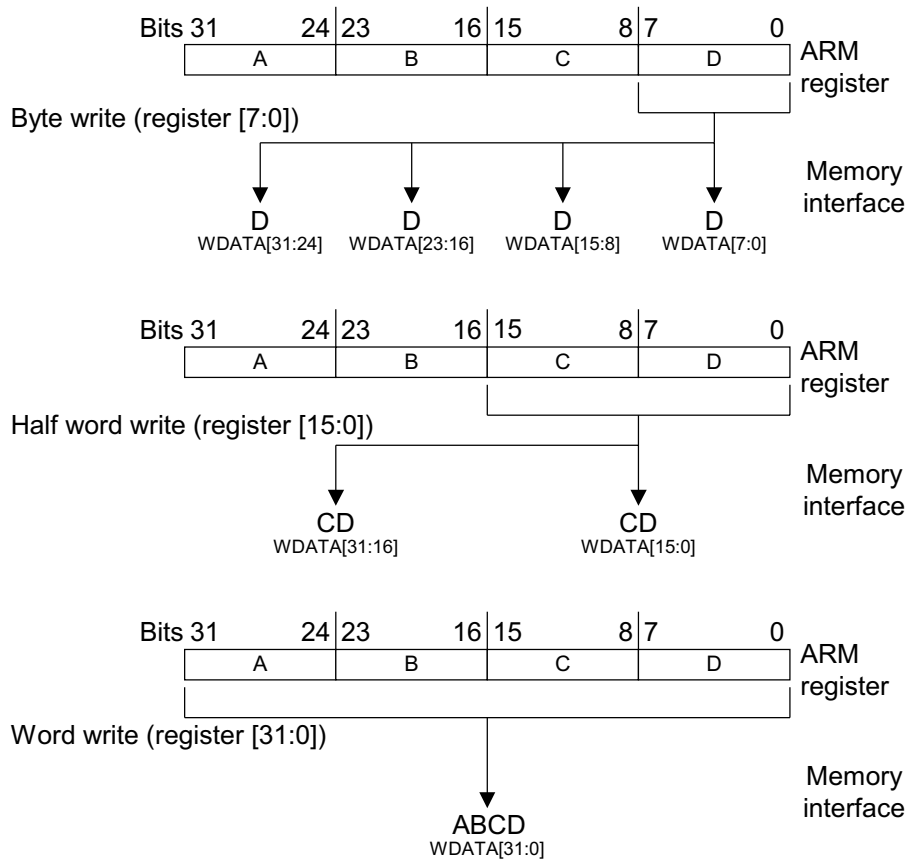 Bits 31 24 23 16 15 8 7 0
A B C D
ARM
register
Byte write (register [7:0])
Memory
interface
D D D D
WDATA[31:24] WDATA[23:16] WDATA[15:8] WDATA[7:0]
Bits 31 24 23 16 15 8 7 0
A B C D
ARM
register
Half word write (register [15:0])
Memory
interface
CD CD
WDATA[31:16] WDATA[15:0]
Bits 31 24 23 16 15 8 7 0
A B C D
ARM
register
Word write (register [31:0])
Memory
interface
ABCD
WDATA[31:0]